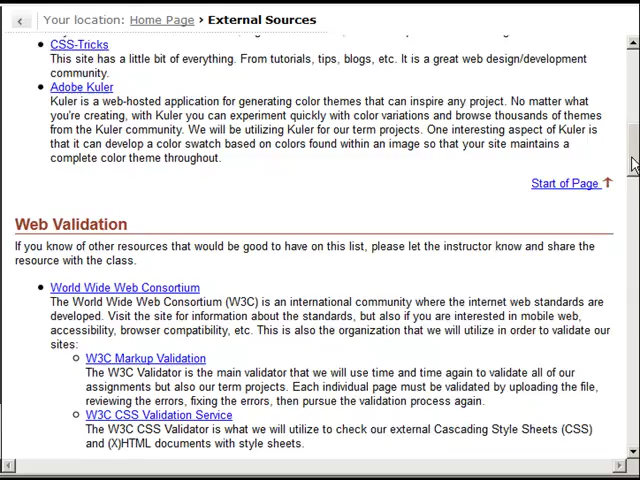 Your location: Home Page › External Sources
CSS-Tricks
This site has a little bit of everything. From tutorials, tips, blogs, etc. It is a great web design/development
community.
Adobe Kuler
Kuler is a web-hosted application for generating color themes that can inspire any project. No matter what
you're creating, with Kuler you can experiment quickly with color variations and browse thousands of themes
from the Kuler community. We will be utilizing Kuler for our term projects. One interesting aspect of Kuler is
that it can develop a color swatch based on colors found within an image so that your site maintains a
complete color theme throughout.
Start of Page
Web Validation
If you know of other resources that would be good to have on this list, please let the instructor know and share the
resource with the class.
World Wide Web Consortium
The World Wide Web Consortium (W3C) is an international community where the internet web standards are
developed. Visit the site for information about the standards, but also if you are interested in mobile web,
accessibility, browser compatibility, etc. This is also the organization that we will utilize in order to validate our
sites:
W3C Markup Validation
The W3C Validator is the main validator that we will use time and time again to validate all of our
assignments but also our term projects. Each individual page must be validated by uploading the file,
reviewing the errors, fixing the errors, then pursue the validation process again.
W3C CSS Validation Service
The W3C CSS Validator is what we will utilize to check our external Cascading Style Sheets (CSS)
and (X)HTML documents with style sheets.